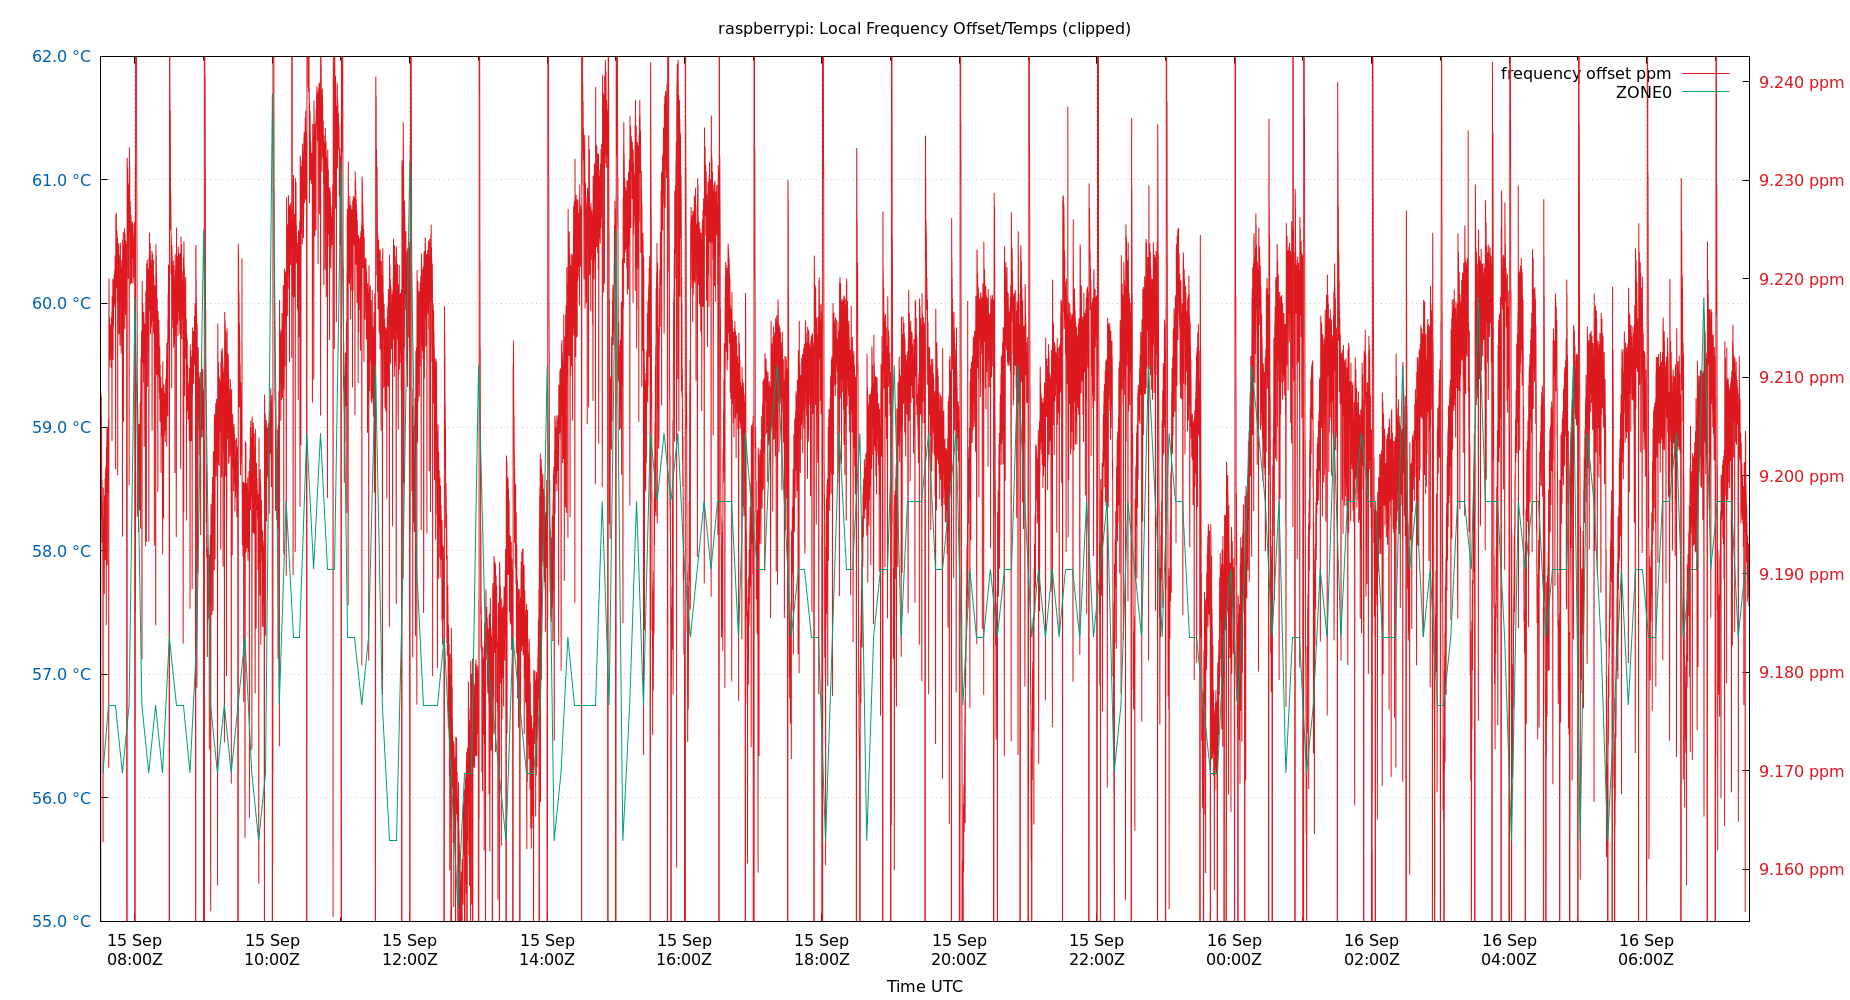 raspberrypi: Local Frequency Offset/Temps (clipped)
62.0 °C
61.0 °C
60.0 °C
59.0 °C
58.0 °C
57.0 °C
56.0 °C
55.0 °C
frequency offset ppm
ZONE0
9.240 ppm
9.230 ppm
9.220 ppm
9.210 ppm
9.200 ppm
9.190 ppm
9.180 ppm
9.170 ppm
9.160 ppm
15 Sep 15 Sep 15 Sep 15 Sep 15 Sep 15 Sep 15 Sep 15 Sep 16 Sep 16 Sep 16 Sep 16 Sep
08:00Z 10:00Z 12:00Z 14:00Z 16:00Z 18:00Z 20:00Z 22:00Z 00:00Z 02:00Z 04:00Z 06:00Z
Time UTC